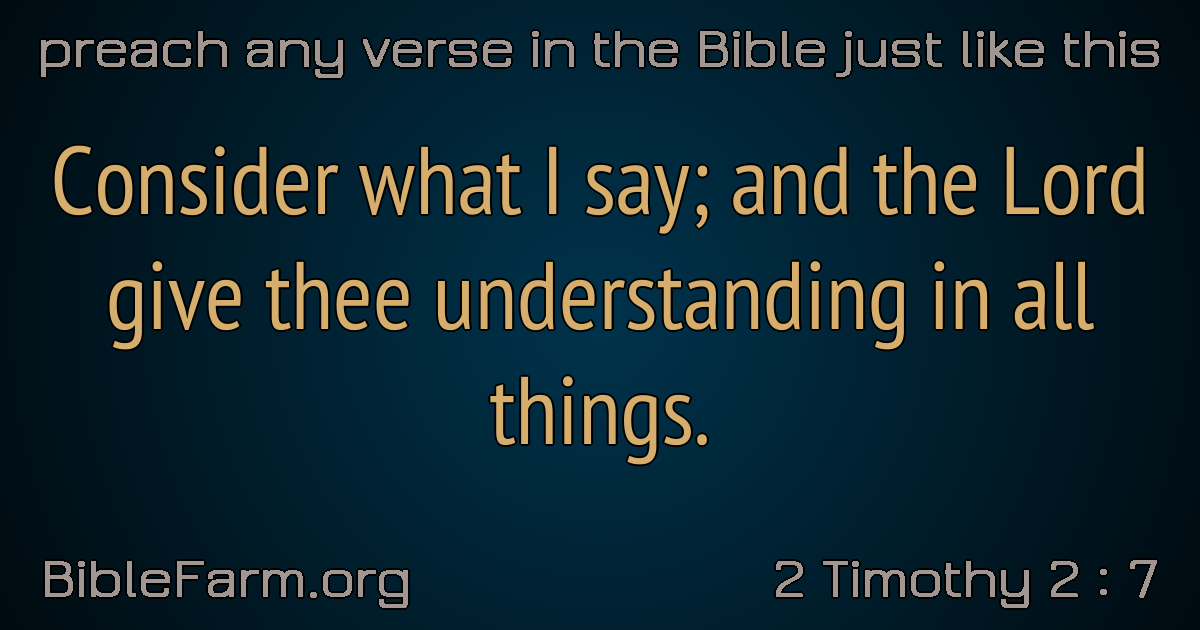 preach any verse in the Bible just like this
Consider what I say; and the Lord
give thee understanding in all
things.
BibleFarm.org
2 Timothy 2 : 7